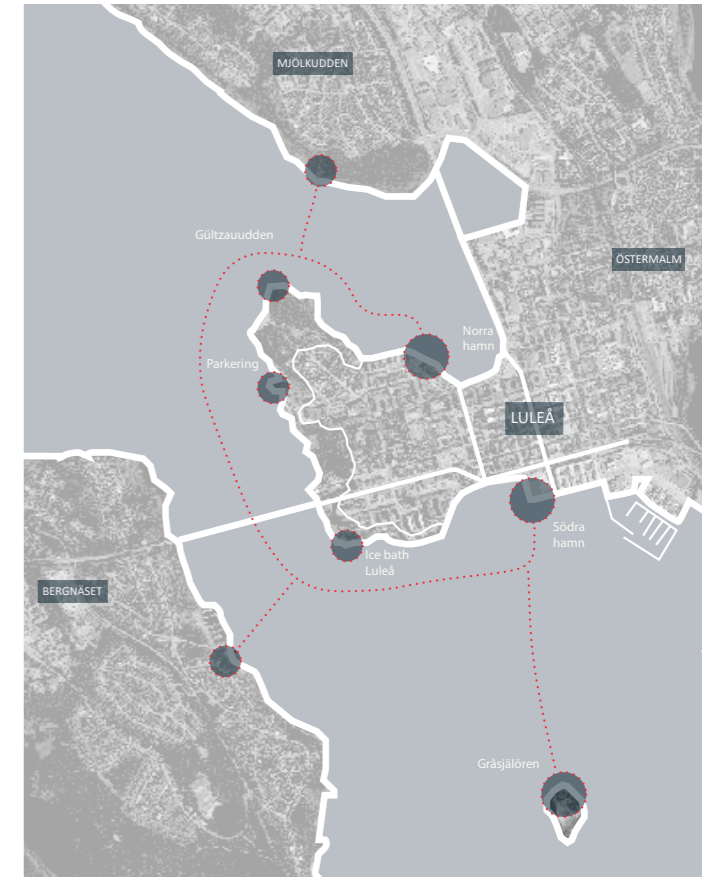 MJÖLKUDDEN
Gültzauudden
ÖSTERMALM
Norra
hamn
Parkering
LULEÅ
Södra
hamn
Ice bath
Luleå
BERGNÄSET
Gråsjälören